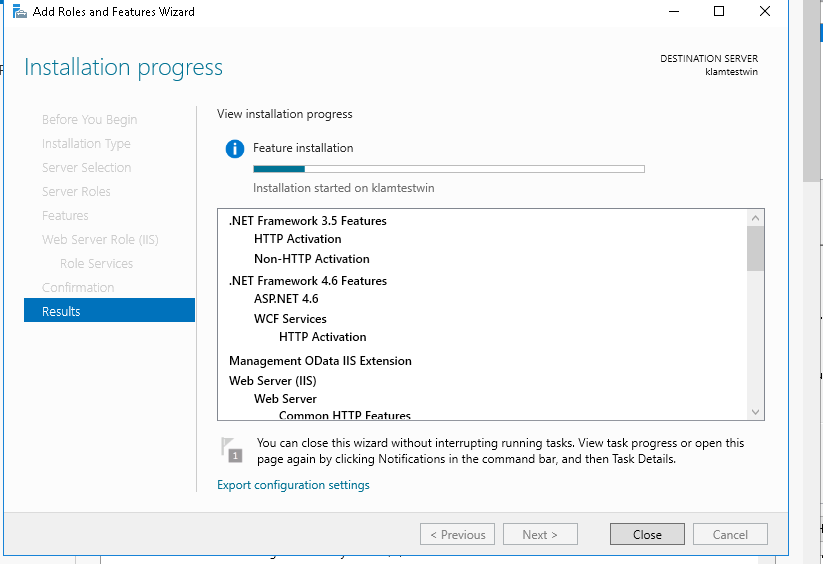 Add Roles and Features Wizard
Installation progress
DESTINATION SERVER
klamtestwin
Before You Begin
Installation Type
Server Selection
Server Roles
Features
Web Server Role (IIS)
Role Services
Confirmation
Results
View installation progress
Feature installation
Installation started on klamtestwin
.NET Framework 3.5 Features
HTTP Activation
Non-HTTP Activation
.NET Framework 4.6 Features
ASP.NET 4.6
WCF Services
HTTP Activation
Management OData IIS Extension
Web Server (IIS)
Web Server
Common HTTP Features
1
You can close this wizard without interrupting running tasks. View task progress or open this
page again by clicking Notifications in the command bar, and then Task Details.
Export configuration settings
< Previous
Next >
Close
Cancel